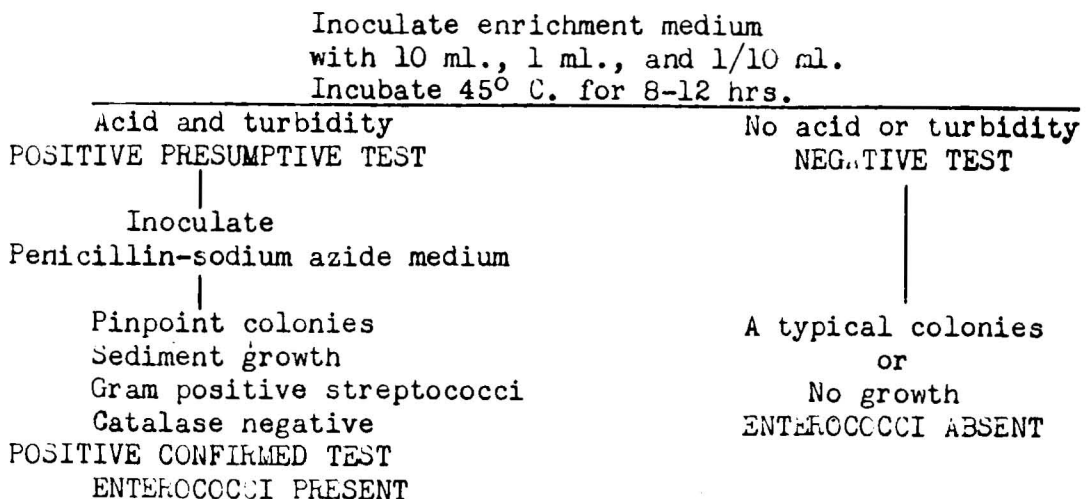 Inoculate enrichment medium
with 10 ml., 1 ml., and 1/10 ml.
Incubate 45° C. for 8-12 hrs.
Acid and turbidity
POSITIVE PRESUMPTIVE TEST
No acid or turbidity
NEGATIVE TEST
Inoculate
Penicillin-sodium azide medium
Pinpoint colonies
Sediment growth
Gram positive streptococci
Catalase negative
POSITIVE CONFIRMED TEST
ENTEROCOCCI PRESENT
A typical colonies
or
No growth
ENTEROCOCCI ABSENT